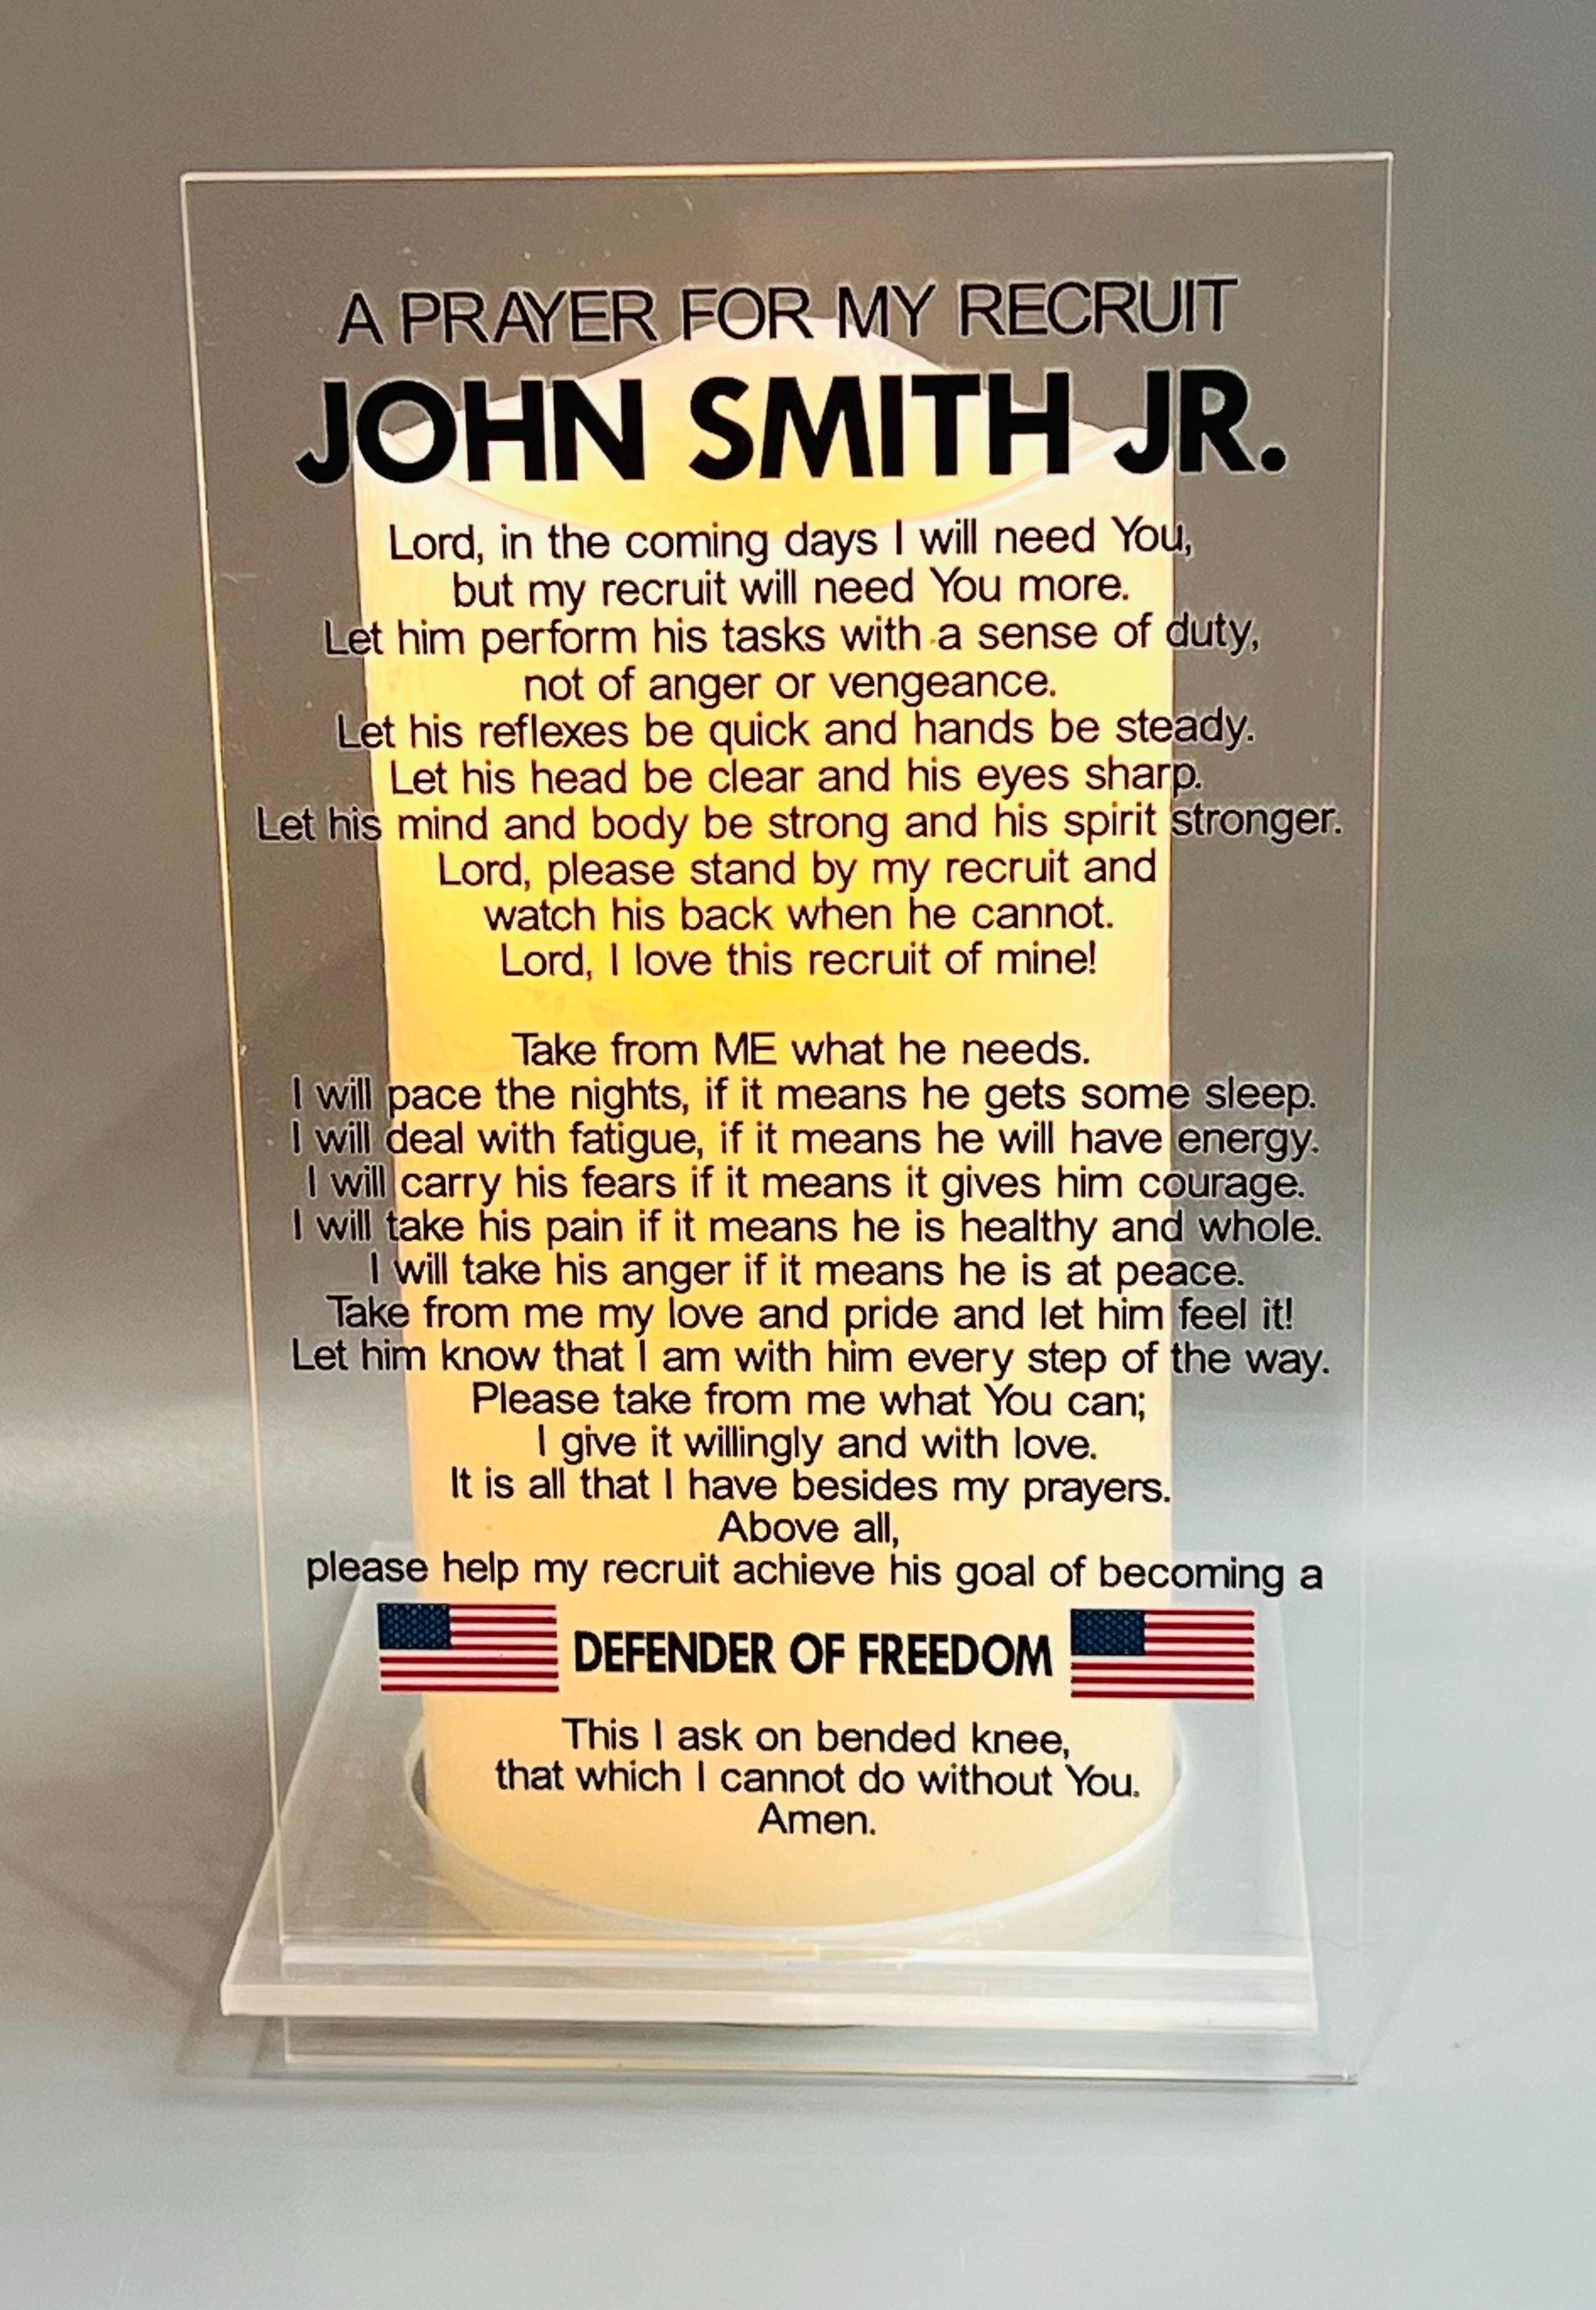 A PRAYER FOR MY RECRUIT
JOHN SMITH JR.
Lord, in the coming days I will need You,
but my recruit will need You more.
Let him perform his tasks with a sense of duty,
not of anger or vengeance.
Let his reflexes be quick and hands be steady.
Let his head be clear and his eyes sharp.
Let his mind and body be strong and his spirit stronger.
Lord, please stand by my recruit and
watch his back when he cannot.
Lord, I love this recruit of mine!
Take from ME what he needs.
I will pace the nights, if it means he gets some sleep.
I will deal with fatigue, if it means he will have energy.
I will carry his fears if it means it gives him courage.
I will take his pain if it means he is healthy and whole.
I will take his anger if it means he is at peace.
Take from me my love and pride and let him feel it!
Let him know that I am with him every step of the way.
Please take from me what You can;
I give it willingly and with love.
It is all that I have besides my prayers.
Above all,
please help my recruit achieve his goal of becoming a
DEFENDER OF FREEDOM
This I ask on bended knee,
that which I cannot do without You.
Amen.